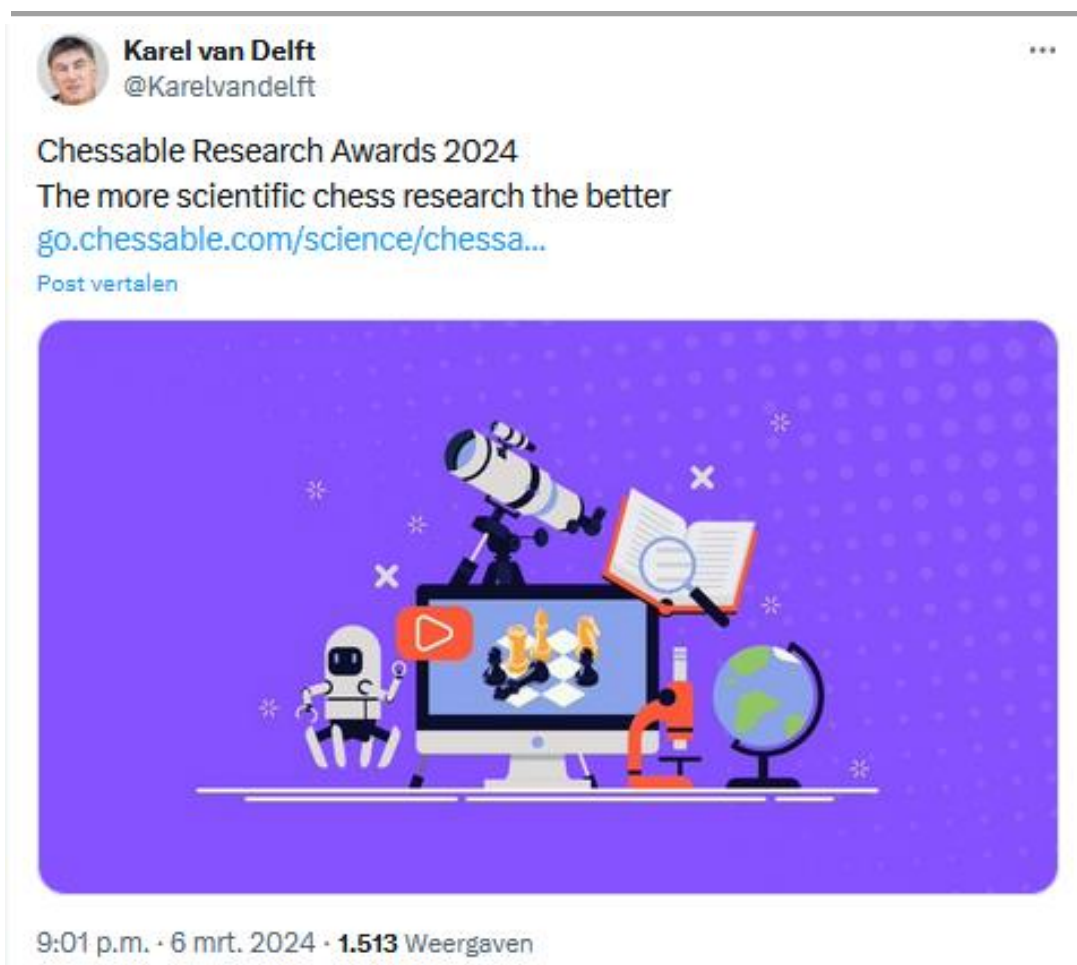 Karel van Delft
@Karelvandelft
Chessable Research Awards 2024
The more scientific chess research the better
go.chessable.com/science/chessa...
Post vertalen
9:01 p.m. · 6 mrt. 2024 · 1.513 Weergaven